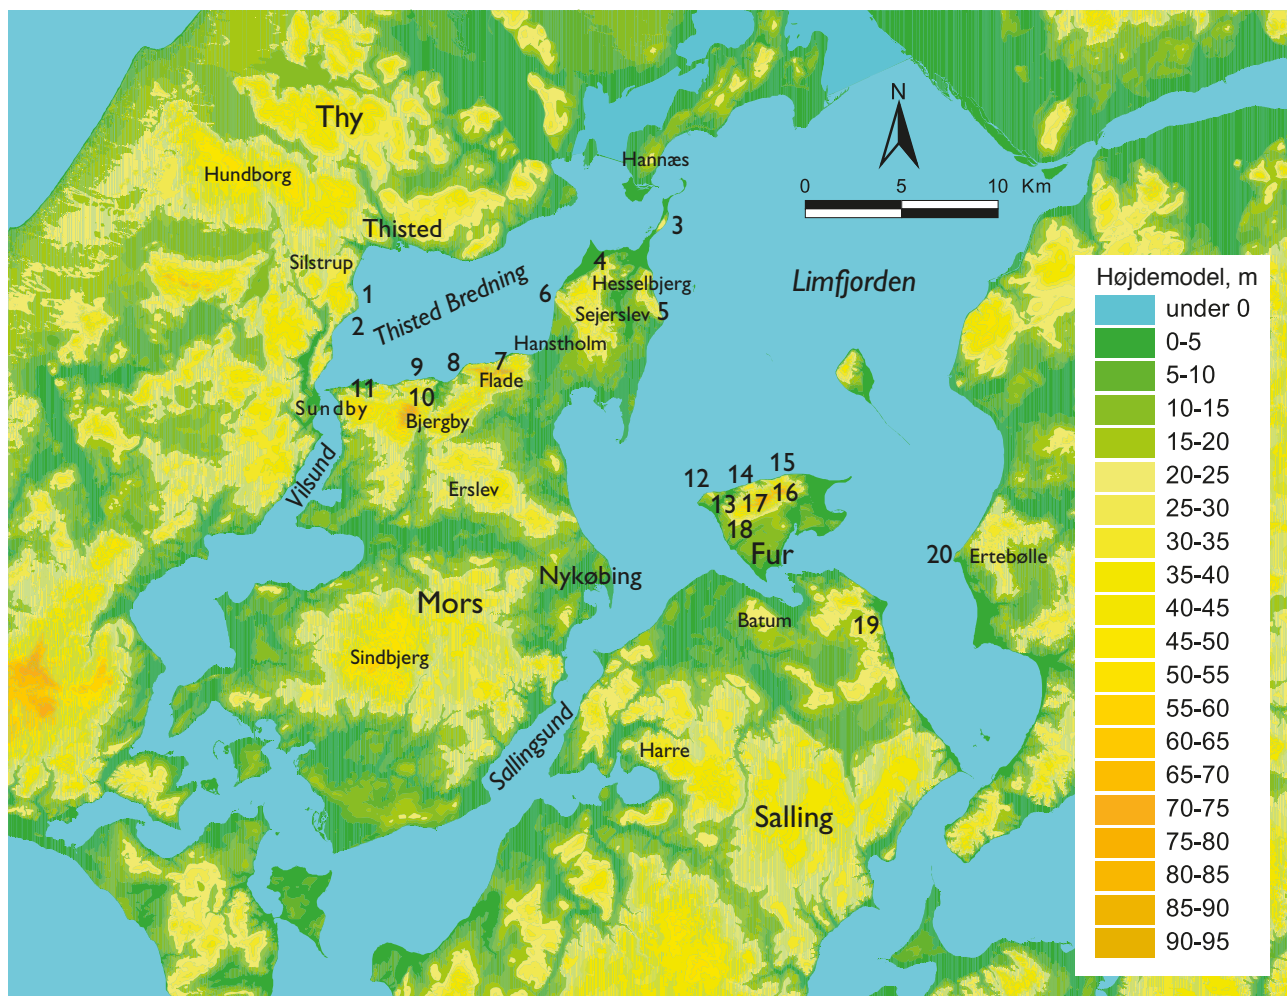 Thy
N
Hannæs
Hundborg
0 5 10 Km
Thisted
3
Silstrup
4
Hesselbjerg
Limfjorden
Højdemodel, m
under 0
0-5
5-10
10-15
15-20
20-25
25-30
30-35
35-40
40-45
45-50
50-55
55-60
60-65
65-70
70-75
75-80
80-85
85-90
90-95
1
6
Thisted Bredning
Sejerslev 5
2
Hanstholm
9 8 7
Flade
11 10
Sundby
Bjergby
Vilsund
Erslev
12 14 15
13 17 16
18
Fur
20 Ertebølle
Nykøbing
Mors
Batum
19
Sindbjerg
Sallingsund
Harre
Salling